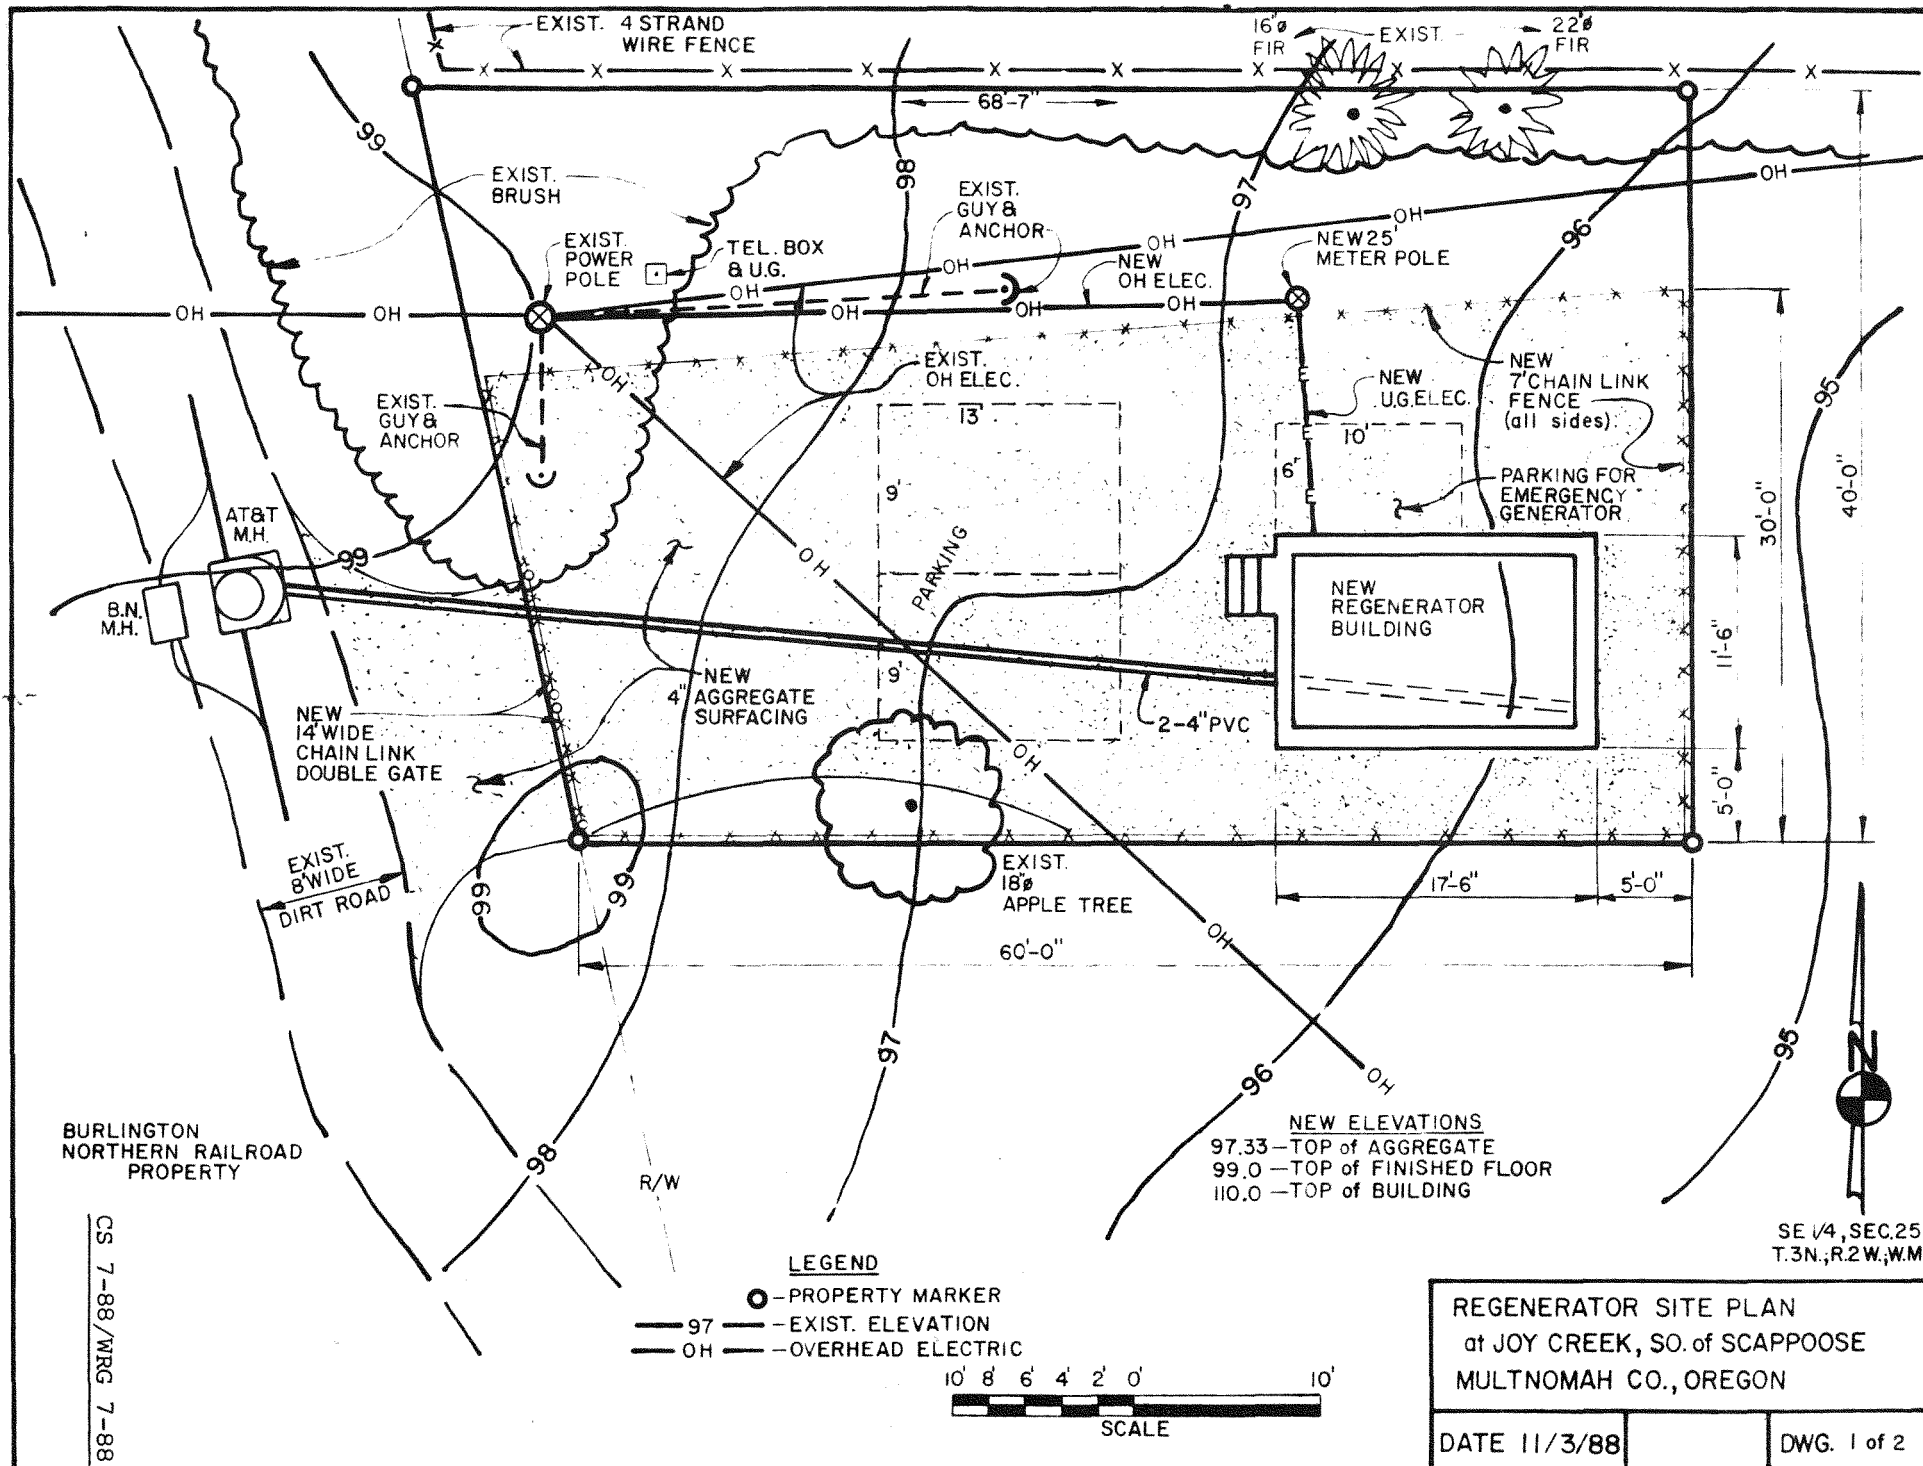 EXIST. 4 STRAND
WIRE FENCE
16"ø
FIR
EXIST.
22"ø
FIR
68'-7"
99
98
97
96
95
EXIST.
BRUSH
EXIST.
POWER
POLE
TEL. BOX
& U.G.
EXIST.
GUY &
ANCHOR
NEW
OH ELEC.
NEW 25'
METER POLE
OH
OH
OH
OH
OH
OH
OH
OH
OH
OH
OH
EXIST.
GUY &
ANCHOR
EXIST.
OH ELEC.
NEW
U.G. ELEC.
NEW
7' CHAIN LINK
FENCE
(all sides).
E
E
E
13'
9'
9'
PARKING
10'
6'
PARKING FOR
EMERGENCY
GENERATOR
30'-0"
40'-0"
11'-6"
5'-0"
AT&T
M.H.
B.N.
M.H.
99
NEW
REGENERATOR
BUILDING
NEW
4" AGGREGATE
SURFACING
2-4" PVC
NEW
14' WIDE
CHAIN LINK
DOUBLE GATE
OH
OH
OH
OH
EXIST.
8' WIDE
DIRT ROAD
99
99
EXIST.
18"ø
APPLE TREE
17'-6"
5'-0"
60'-0"
97
96
95
98
N
BURLINGTON
NORTHERN RAILROAD
PROPERTY
R/W
NEW ELEVATIONS
97.33—TOP of AGGREGATE
99.0—TOP of FINISHED FLOOR
110.0—TOP of BUILDING
SE 1/4, SEC.25
T.3N.;R.2W.;W.M
CS 7-88/WRG 7-88
LEGEND
-PROPERTY MARKER
97 -EXIST. ELEVATION
OH -OVERHEAD ELECTRIC
10' 8 6' 4' 2' 0' 10'
SCALE
REGENERATOR SITE PLAN
at JOY CREEK, SO. of SCAPPOOSE
MULTNOMAH CO., OREGON
DATE 11/3/88
DWG. 1 of 2